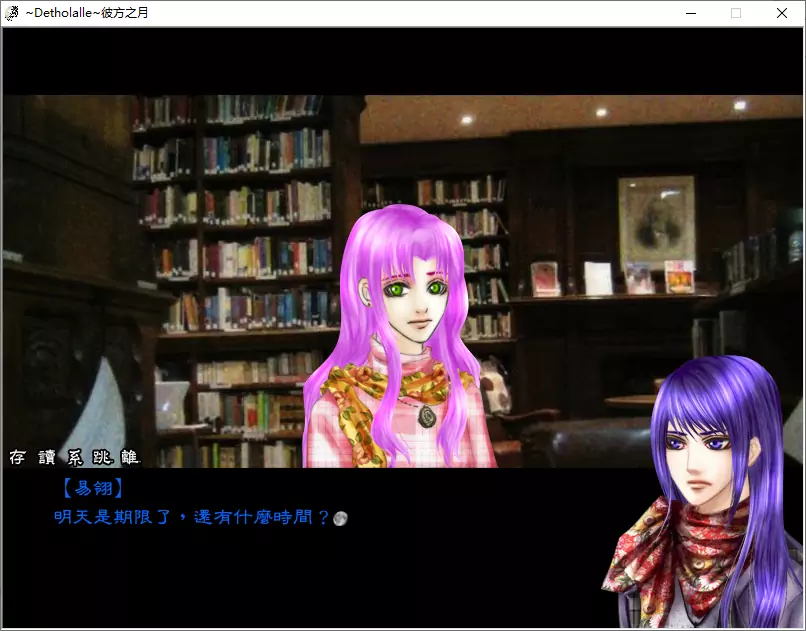 ~Detholalle~彼方之月
存 讀 系 跳 離
【易翎】
明天是期限了，還有什麼時間？